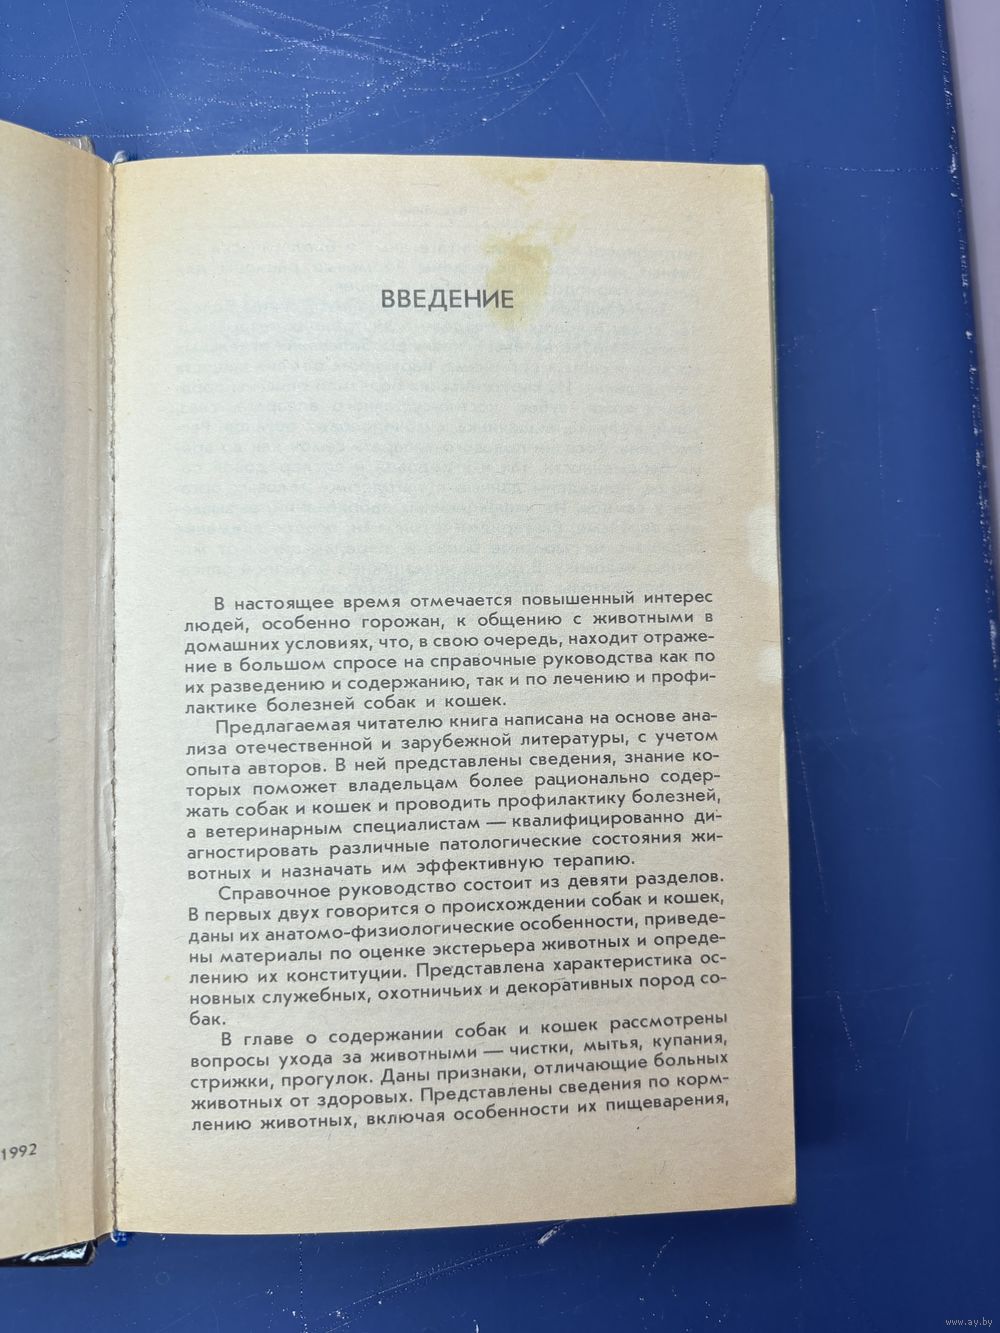 ВВЕДЕНИЕ
В настоящее время отмечается повышенный интерес
людей, особенно горожан, к общению с животными в
домашних условиях, что, в свою очередь, находит отраже-
ние в большом спросе на справочные руководства как по
их разведению и содержанию, так и по лечению и профи-
лактике болезней собак и кошек.
Предлагаемая читателю книга написана на основе ана-
лиза отечественной и зарубежной литературы, с учетом
опыта авторов. В ней представлены сведения, знание ко-
торых поможет владельцам более рационально содер-
жать собак и кошек и проводить профилактику болезней,
а ветеринарным специалистам — квалифицированно ди-
агностировать различные патологические состояния жи-
вотных и назначать им эффективную терапию.
Справочное руководство состоит из девяти разделов.
В первых двух говорится о происхождении собак и кошек,
даны их анатомо-физиологические особенности, приведе-
ны материалы по оценке экстерьера животных и опреде-
лению их конституции. Представлена характеристика ос-
новных служебных, охотничьих и декоративных пород со-
бак.
В главе о содержании собак и кошек рассмотрены
вопросы ухода за животными — чистки, мытья, купания,
стрижки, прогулок. Даны признаки, отличающие больных
животных от здоровых. Представлены сведения по корм-
лению животных, включая особенности их пищеварения,
1992
www.ay.by